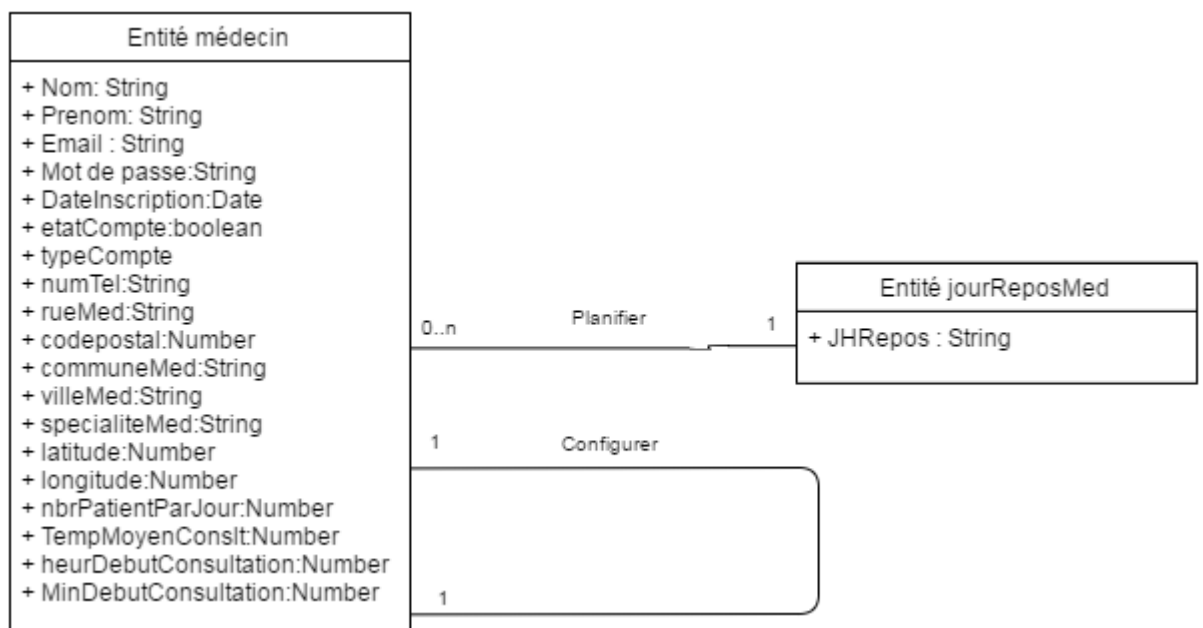 Entité médecin
+ Nom: String
+ Prenom: String
+ Email : String
+ Mot de passe:String
+ DateInscription:Date
+ etatCompte:boolean
+ typeCompte
+ numTel:String
+ rueMed:String
+ codepostal:Number
+ communeMed:String
+ villeMed:String
+ specialiteMed:String
+ latitude:Number
+ longitude:Number
+ nbrPatientParJour:Number
+ TempMoyenConslt:Number
+ heurDebutConsultation:Number
+ MinDebutConsultation:Number
0..n
Planifier
1
Entité jourReposMed
+ JHRepos : String
1
Configurer
1